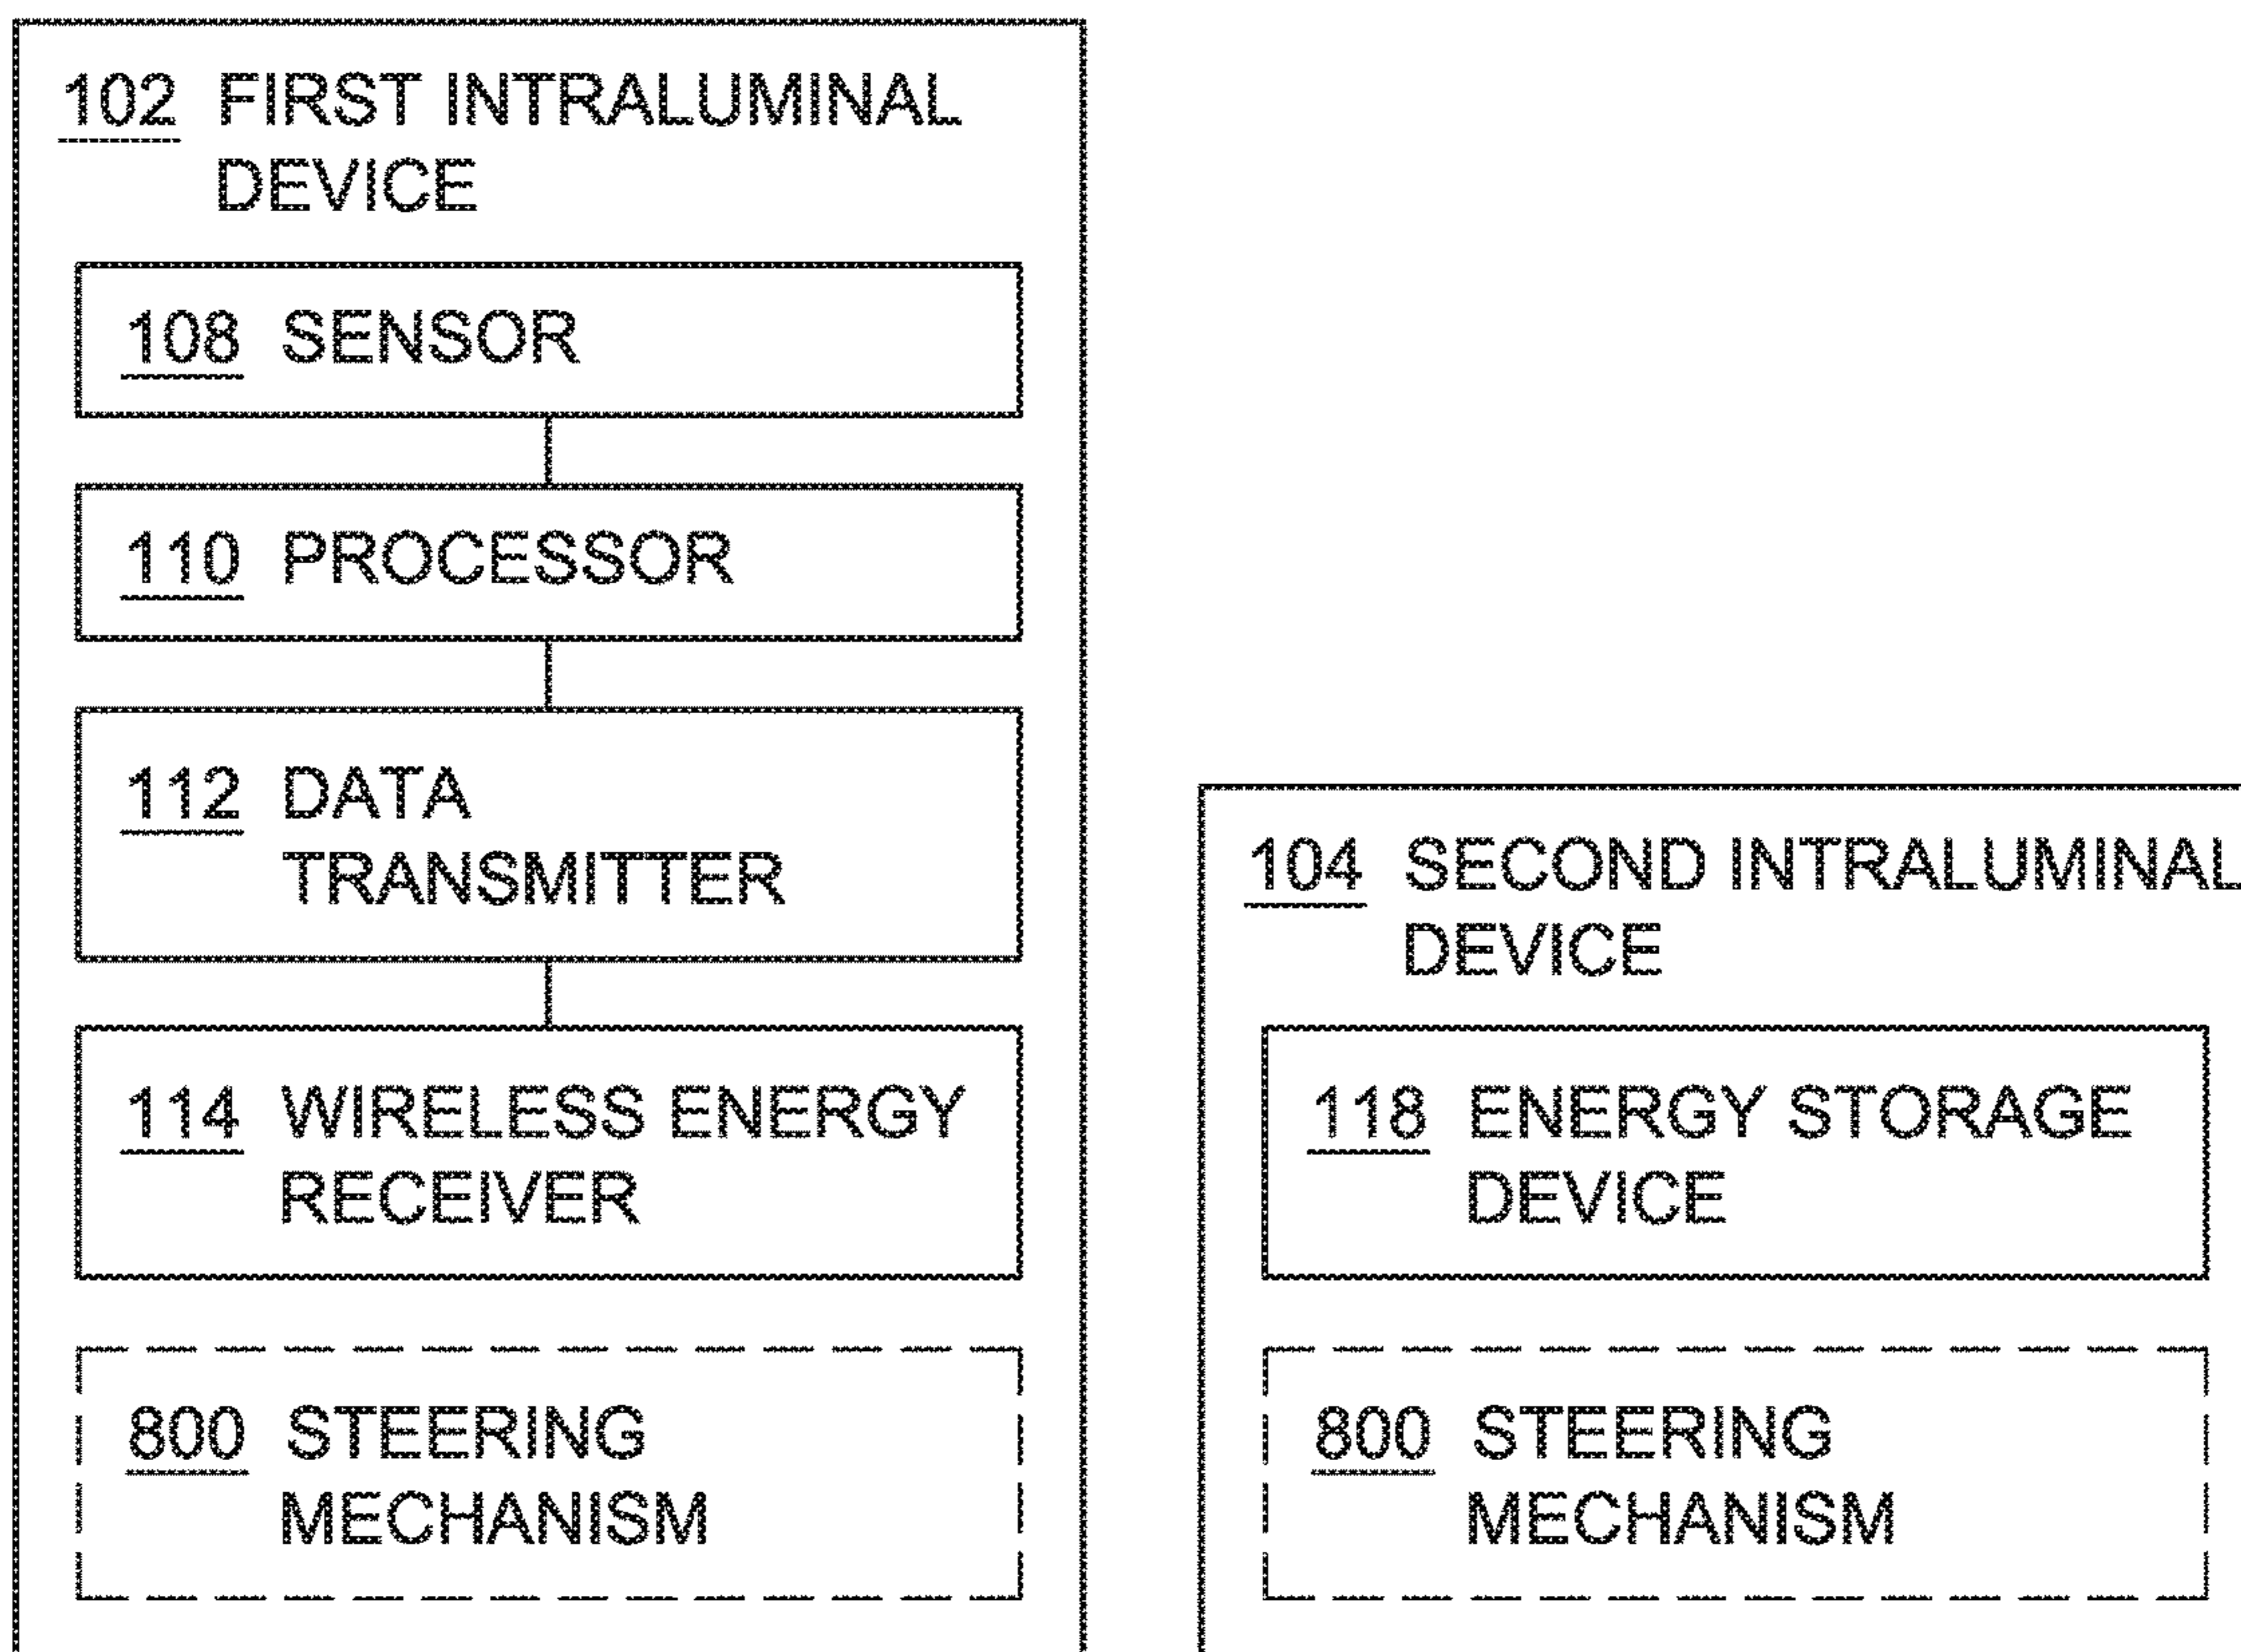 102 FIRST INTRALUMINAL
DEVICE
108 SENSOR
110 PROCESSOR
112 DATA
TRANSMITTER
114 WIRELESS ENERGY
RECEIVER
800 STEERING
MECHANISM
104 SECOND INTRALUMINAL
DEVICE
118 ENERGY STORAGE
DEVICE
800 STEERING
MECHANISM